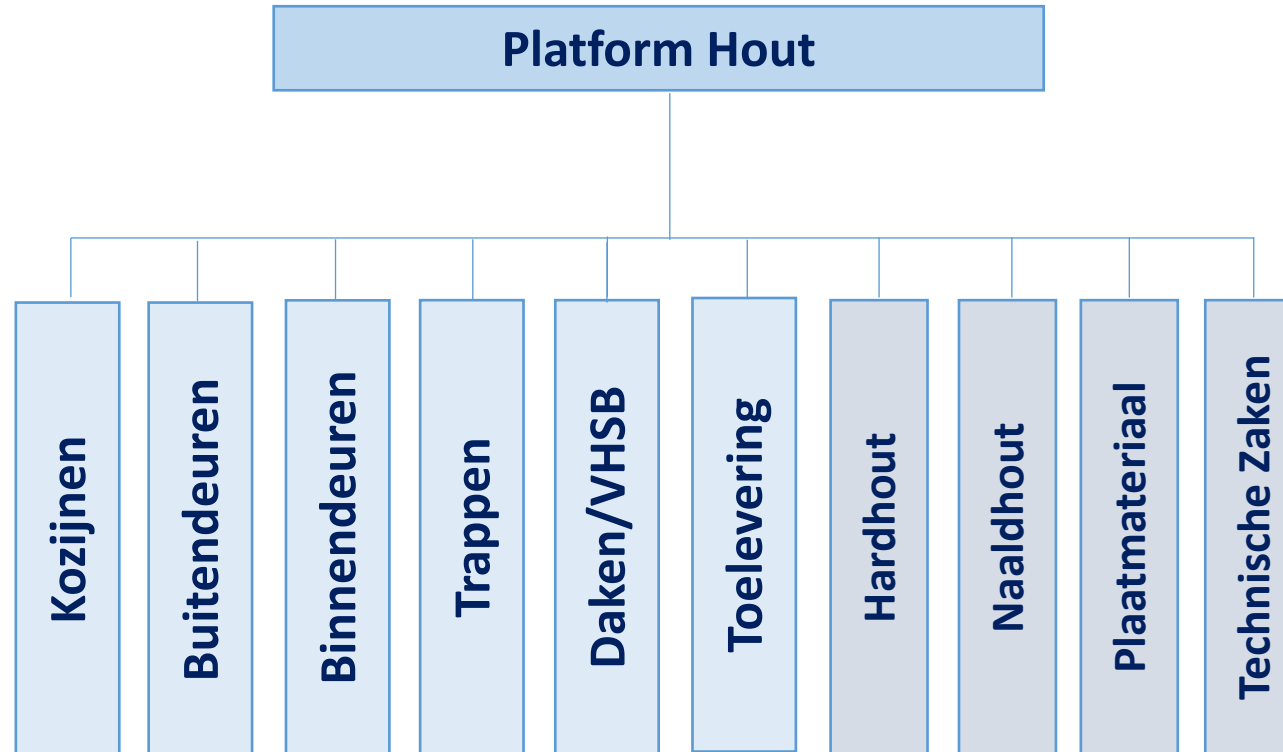 Platform Hout
Kozijnen
Buitendeuren
Binnendeuren
Trappen
Daken/VHSB
Toelevering
Hardhout
Naaldhout
Plaatmateriaal
Technische Zaken